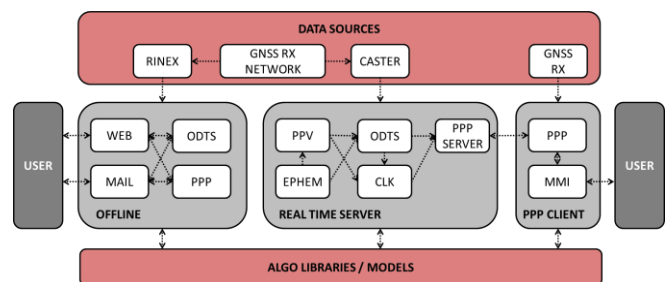 DATA SOURCES
RINEX
GNSS RX
NETWORK
CASTER
GNSS
RX
USER
WEB
ODTS
MAIL
PPP
OFFLINE
PPV
ODTS
PPP
SERVER
EPHEM
CLK
REAL TIME SERVER
PPP
MMI
PPP CLIENT
USER
ALGO LIBRARIES / MODELS